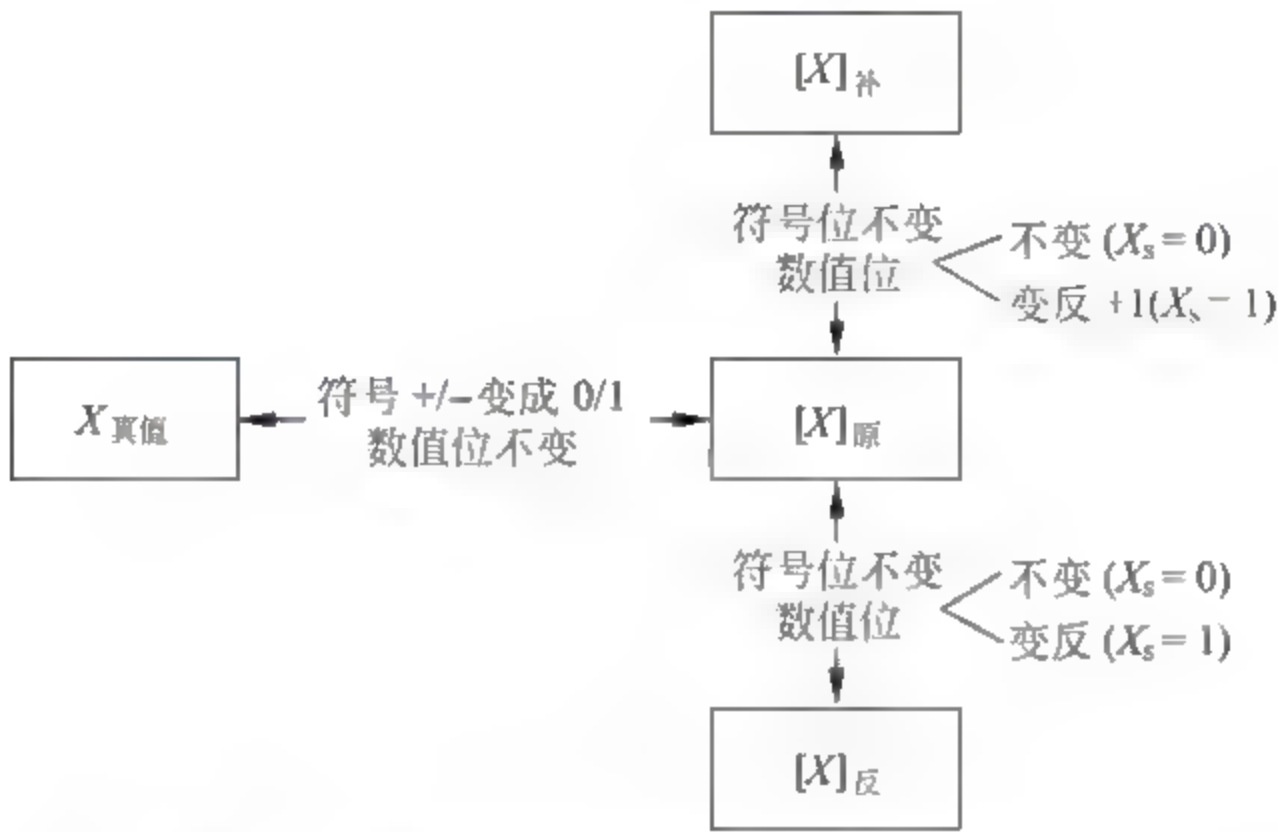 [X]补
符号位不变
数值位
不变 (Xs = 0)
变反 +1(Xs = 1)
X真值
符号 +/−变成 0/1
数值位不变
[X]原
符号位不变
数值位
不变 (Xs = 0)
变反 (Xs = 1)
[X]反